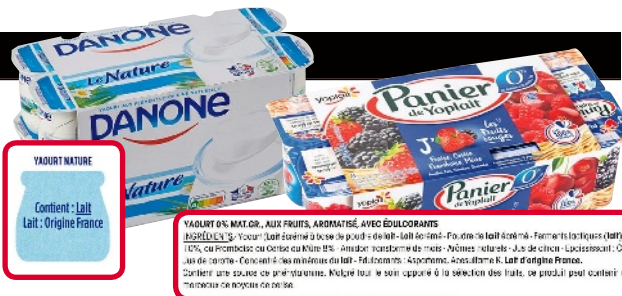 DANONE
Le Nature
DANONE
Nature
Yoplait
Panier
de Yoplait
0%
Les
Fruits
rouges
Panier
de Yoplait
YAOURT NATURE
Contient : Lait
Lait : Origine France
YAOURT 0% MAT.GR., AUX FRUITS, AROMATISÉ, AVEC ÉDULCORANTS
INGRÉDIENTS: Yaourt (Lait écrémé à base de poudre de lait - Lait écrémé - Poudre de lait écrémé - Ferments lactiques (lait)
10%, ou Framboise ou Cerise ou Mûre 8% - Amidon transformé de maïs - Arômes naturels - Jus de citron - Epaississant :
Jus de carotte - Concentré des minéraux du lait - Edulcorants : Aspartame, Acesulfame K. Lait d'origine France.
Contient une source de phénylalanine. Malgré tout le soin apporté à la sélection des fruits, ce produit peut contenir
morceaux de noyaux de cerise.